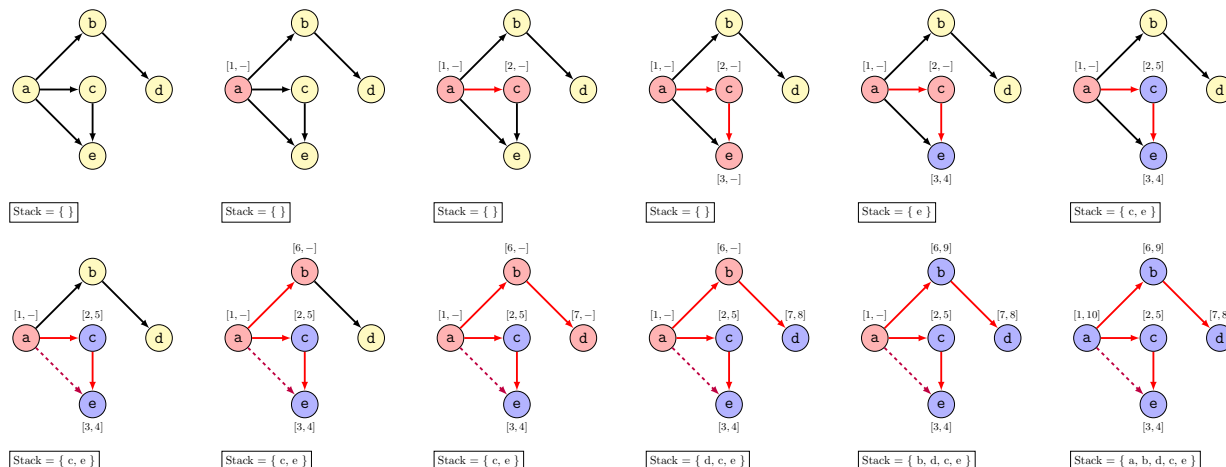 b
a c d
e
Stack = { }
b
[1, −]
a c d
e
Stack = { }
b
[1, −] [2, −]
a c d
e
Stack = { }
b
[1, −] [2, −]
a c d
e
[3, −]
Stack = { }
b
[1, −] [2, −]
a c d
e
[3, 4]
Stack = { e }
b
[1, −] [2, 5]
a c d
e
[3, 4]
Stack = { c, e }
b
[1, −] [2, 5]
a c d
e
[3, 4]
Stack = { c, e }
[6, −]
b
[1, −] [2, 5]
a c d
e
[3, 4]
Stack = { c, e }
[6, −]
b
[1, −] [2, 5] [7, −]
a c d
e
[3, 4]
Stack = { c, e }
[6, −]
b
[1, −] [2, 5] [7, 8]
a c d
e
[3, 4]
Stack = { d, c, e }
[6, 9]
b
[1, −] [2, 5] [7, 8]
a c d
e
[3, 4]
Stack = { b, d, c, e }
[6, 9]
b
[1, 10] [2, 5] [7, 8
a c d
e
[3, 4]
Stack = { a, b, d, c, e }